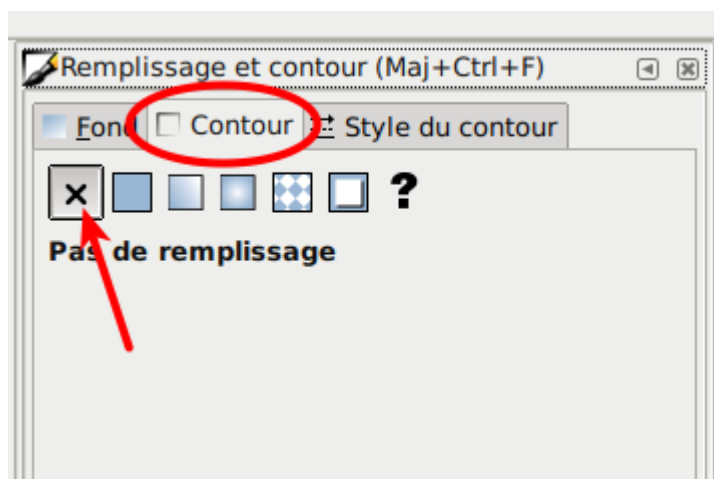 Remplissage et contour (Maj+Ctrl+F)
Fond Contour Style du contour
?
Pas de remplissage